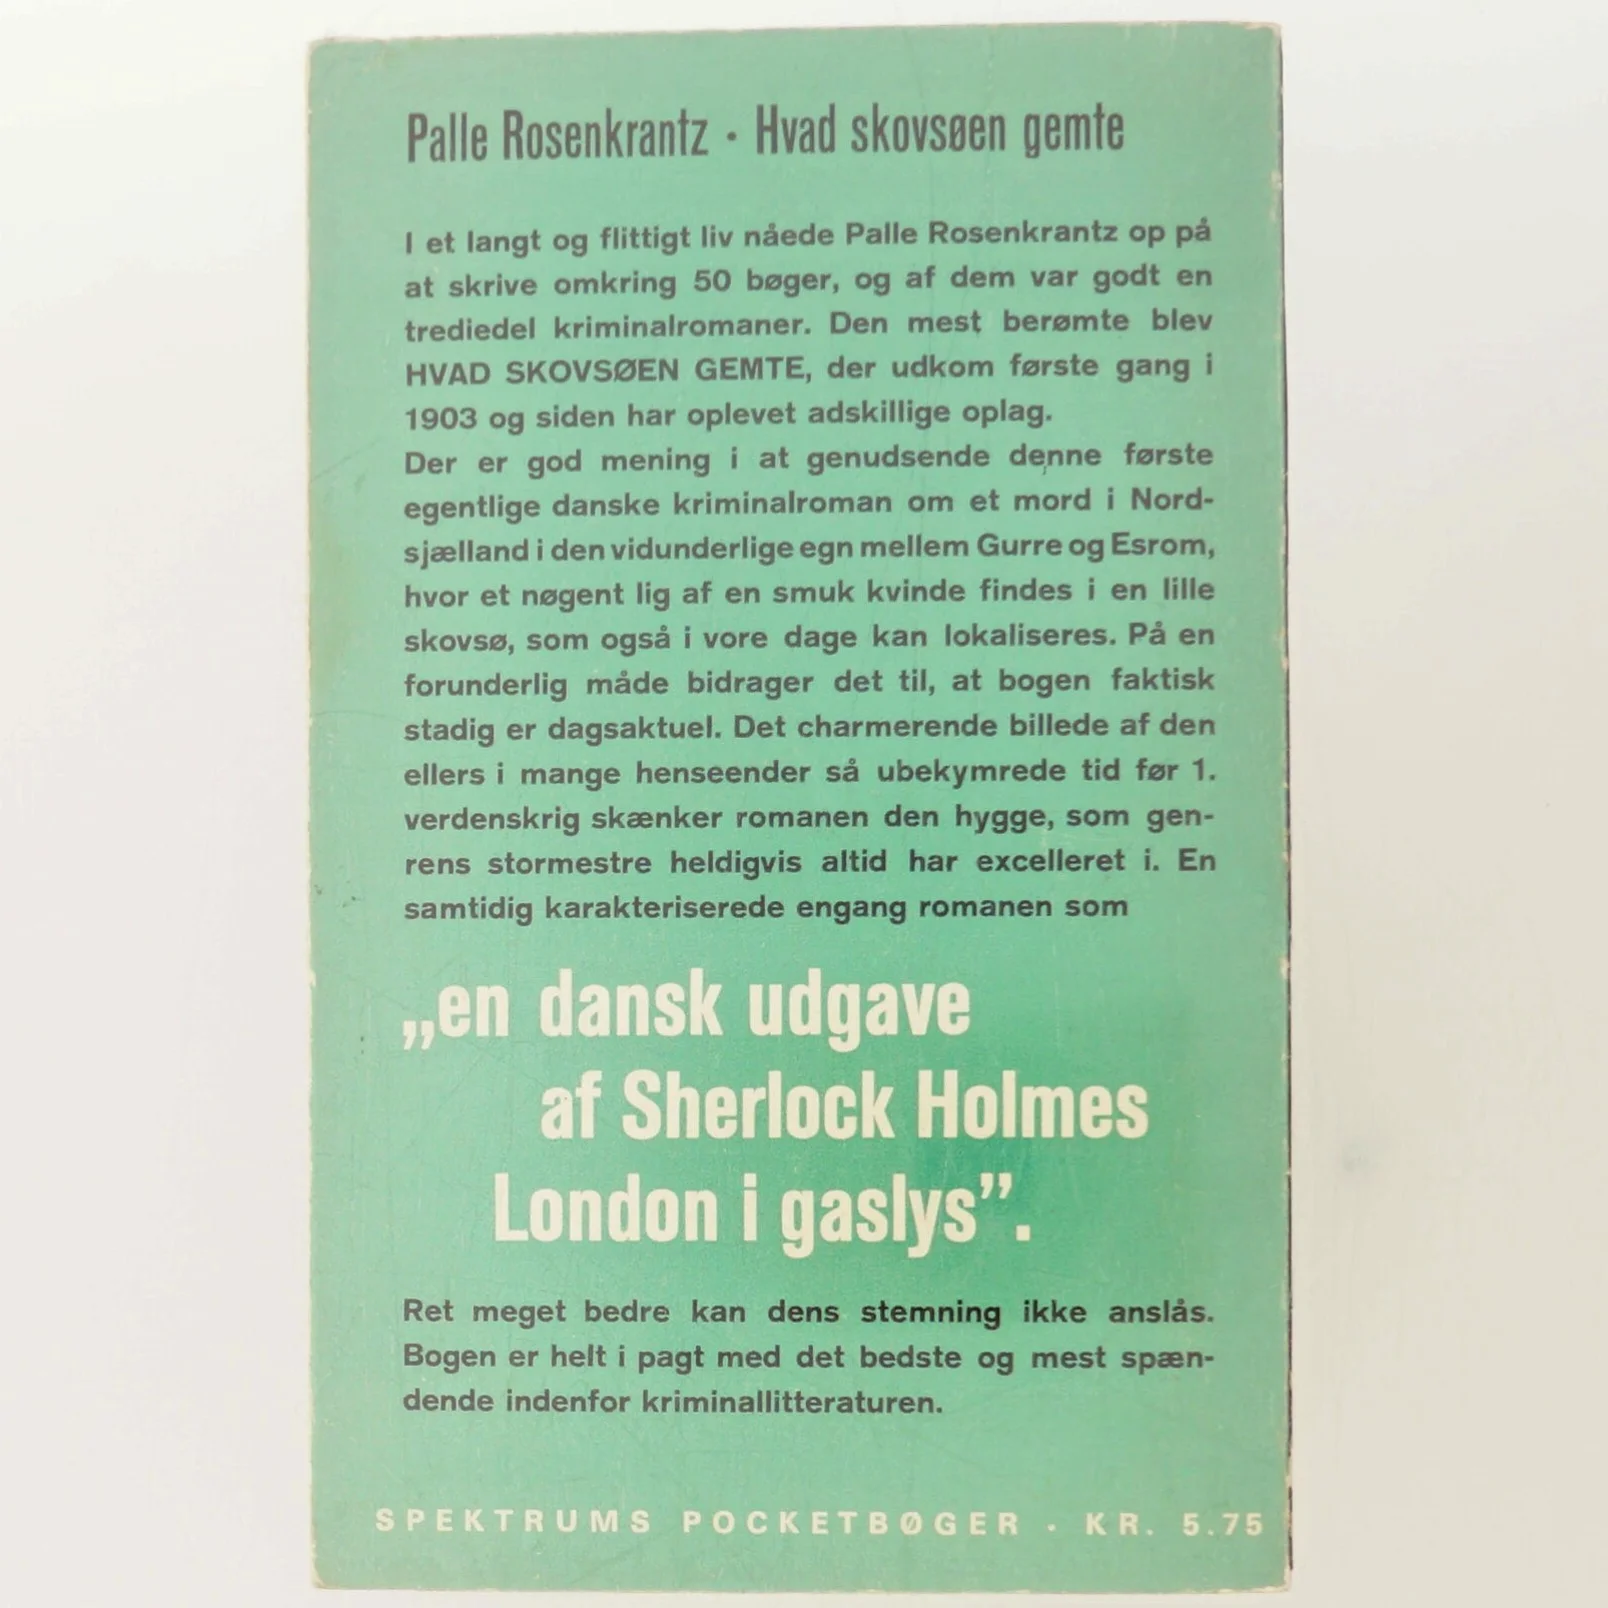 Palle Rosenkrantz · Hvad skovsøen gemte
I et langt og flittigt liv nåede Palle Rosenkrantz op på
at skrive omkring 50 bøger, og af dem var godt en
trediedel kriminalromaner. Den mest berømte blev
HVAD SKOVSØEN GEMTE, der udkom første gang i
1903 og siden har oplevet adskillige oplag.
Der er god mening i at genudsende denne første
egentlige danske kriminalroman om et mord i Nord-
sjælland i den vidunderlige egn mellem Gurre og Esrom,
hvor et nøgent lig af en smuk kvinde findes i en lille
skovsø, som også i vore dage kan lokaliseres. På en
forunderlig måde bidrager det til, at bogen faktisk
stadig er dagsaktuel. Det charmerende billede af den
ellers i mange henseender så ubekymrede tid før 1.
verdenskrig skænker romanen den hygge, som gen-
rens stormestre heldigvis altid har excelleret i. En
samtidig karakteriserede engang romanen som
„en dansk udgave
af Sherlock Holmes
London i gaslys”.
Ret meget bedre kan dens stemning ikke anslås.
Bogen er helt i pagt med det bedste og mest spæn-
dende indenfor kriminallitteraturen.
SPEKTRUMS POCKETBØGER · KR. 5.75